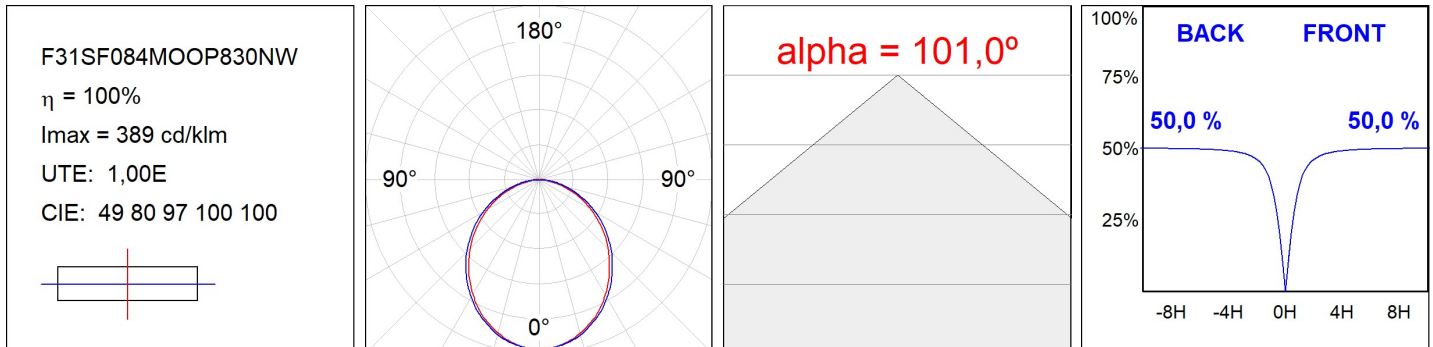 F31SF084MOOP830NW
η = 100%
Imax = 389 cd/klm
UTE: 1,00E
CIE: 49 80 97 100 100
180°
90°
90°
0°
alpha = 101,0º
100%
BACK
FRONT
75%
50,0 %
50,0 %
50%
25%
-8H
-4H
0H
4H
8H